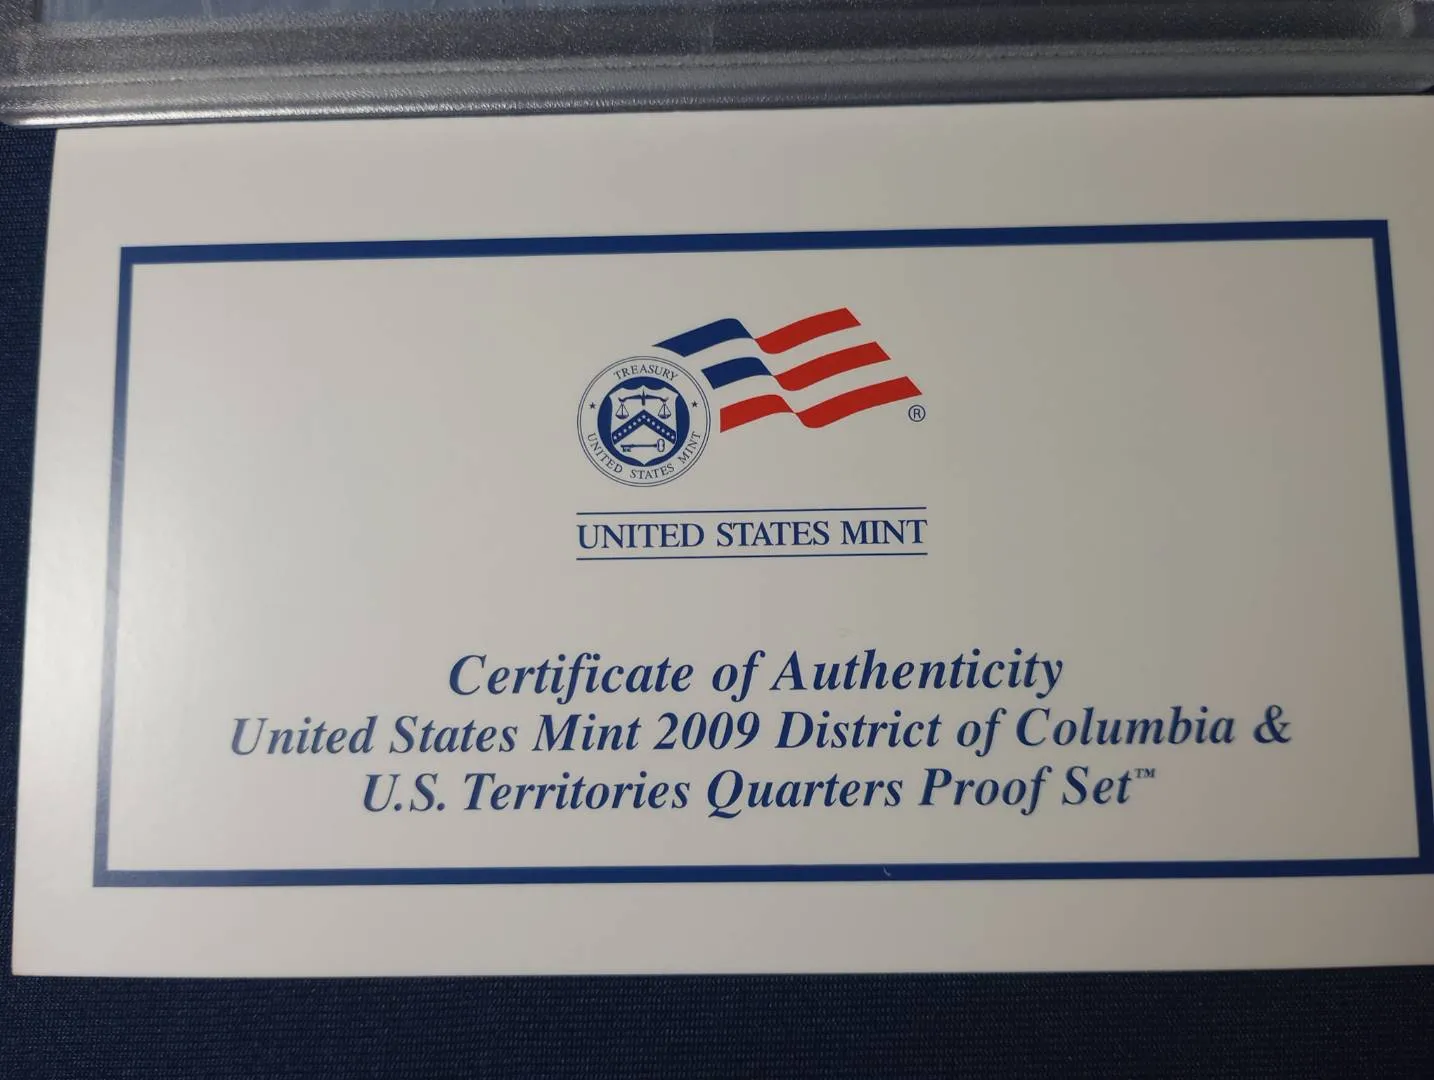 TREASURY
UNITED STATES MINT
®
UNITED STATES MINT
Certificate of Authenticity
United States Mint 2009 District of Columbia &
U.S. Territories Quarters Proof Set™